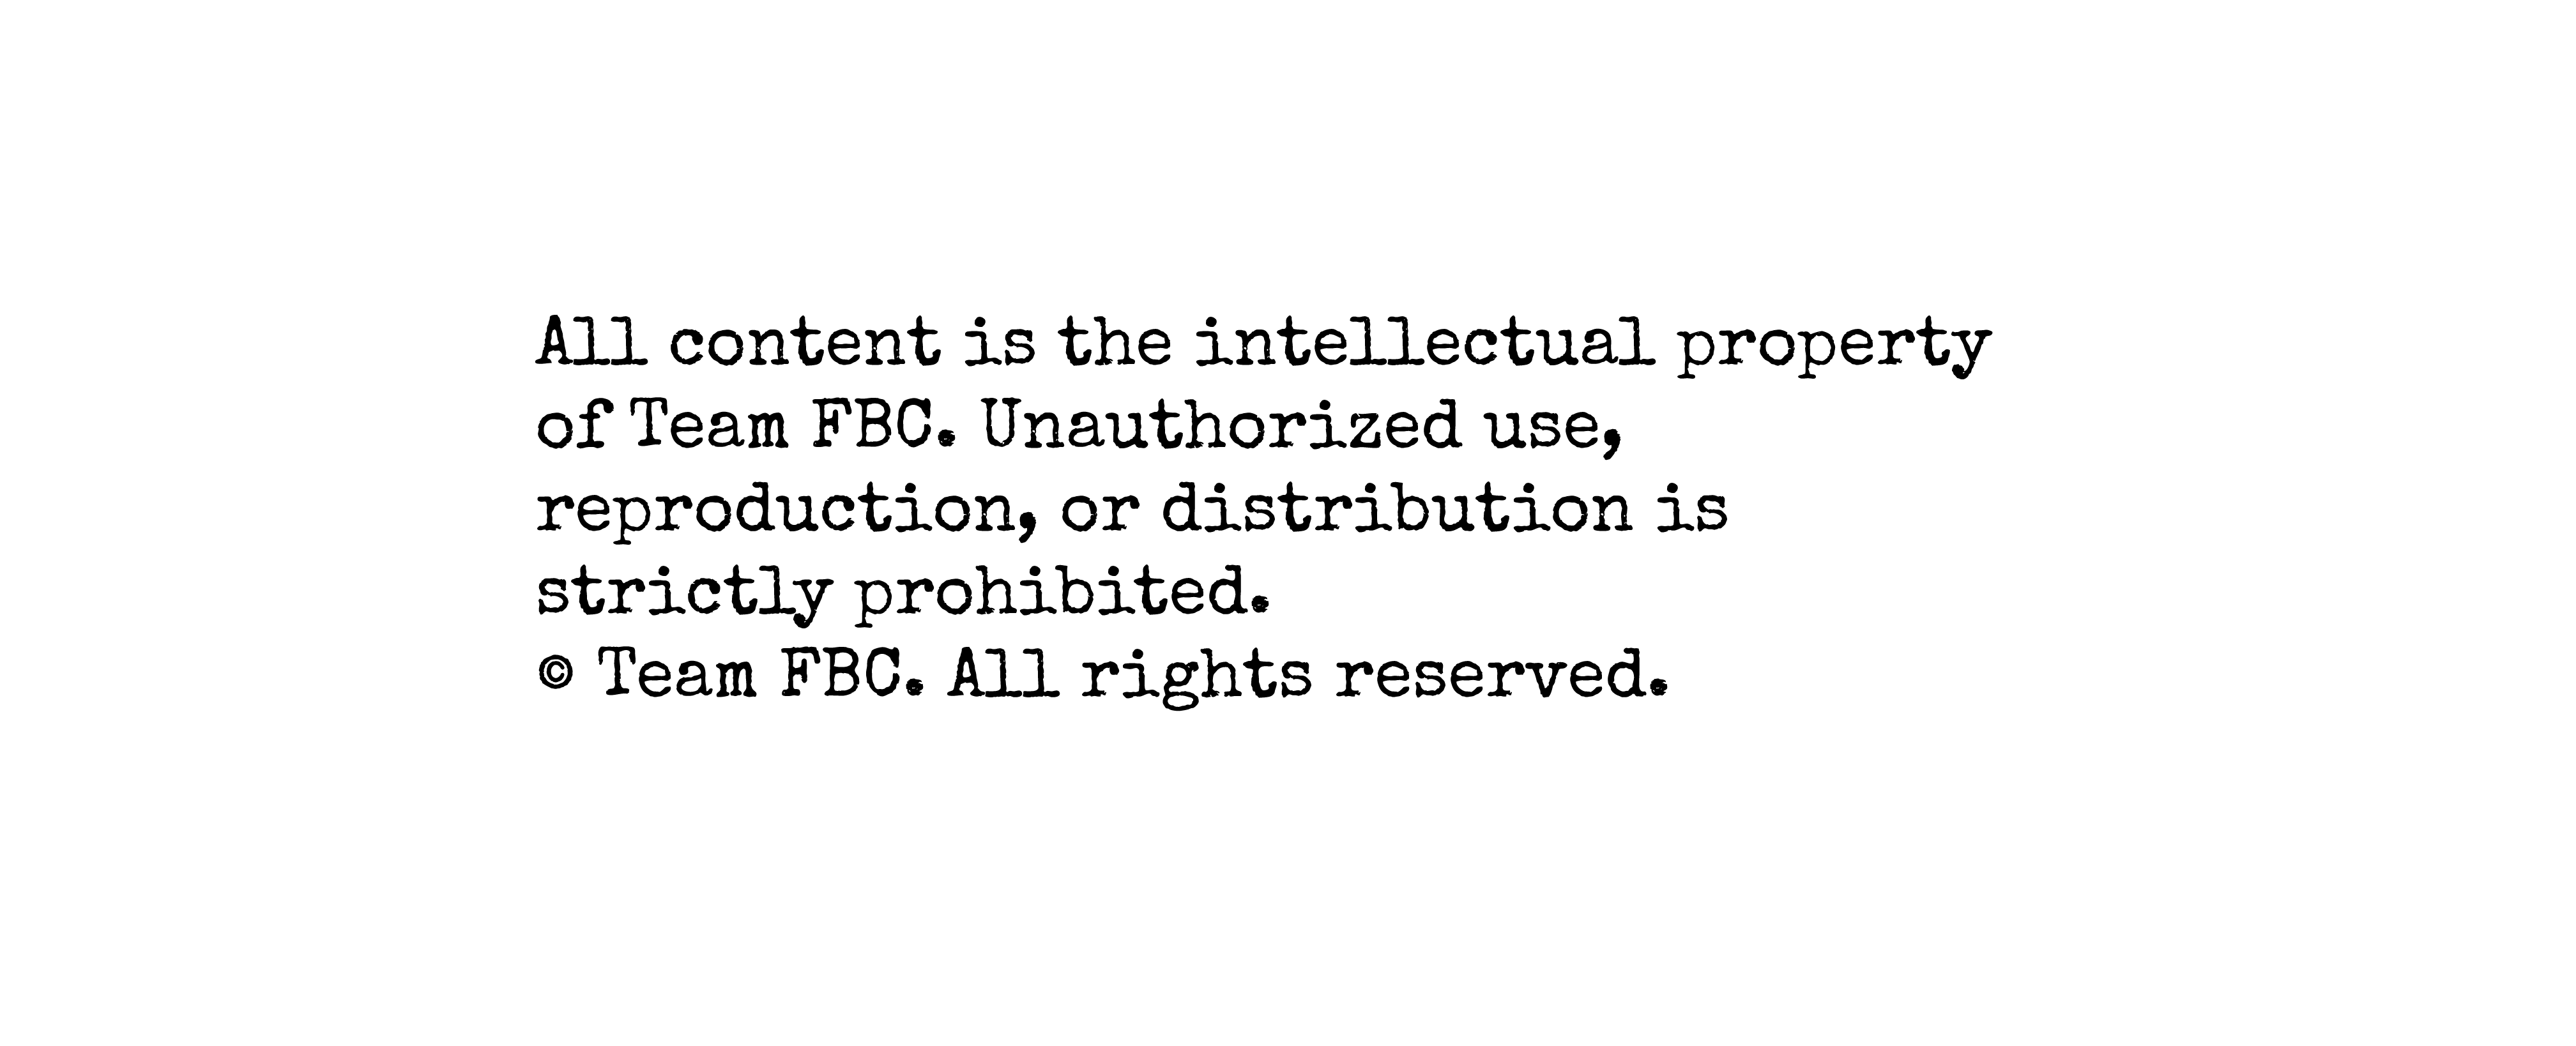 All content is the intellectual property
of Team FBC. Unauthorized use,
reproduction, or distribution is
strictly prohibited.
© Team FBC. All rights reserved.